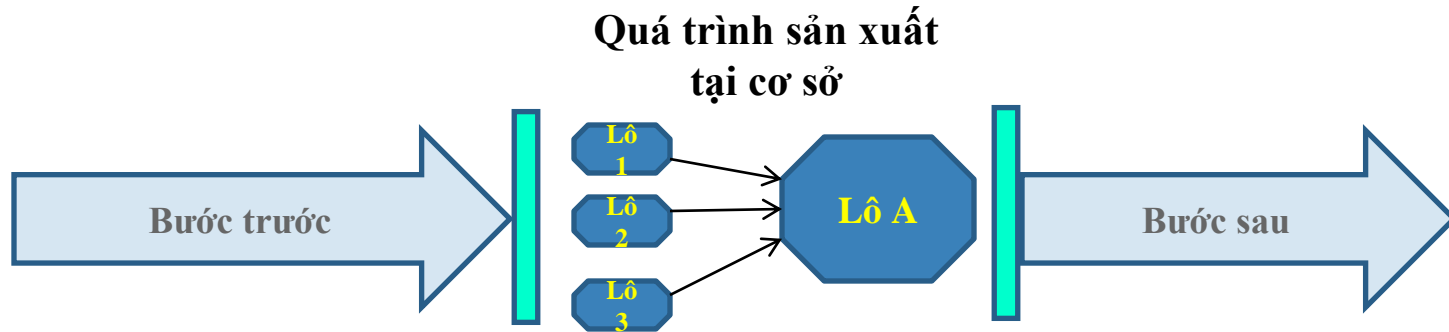 Quá trình sản xuất
tại cơ sở
Lô
1
Lô
2
Lô
3
Lô A
Bước trước
Bước sau